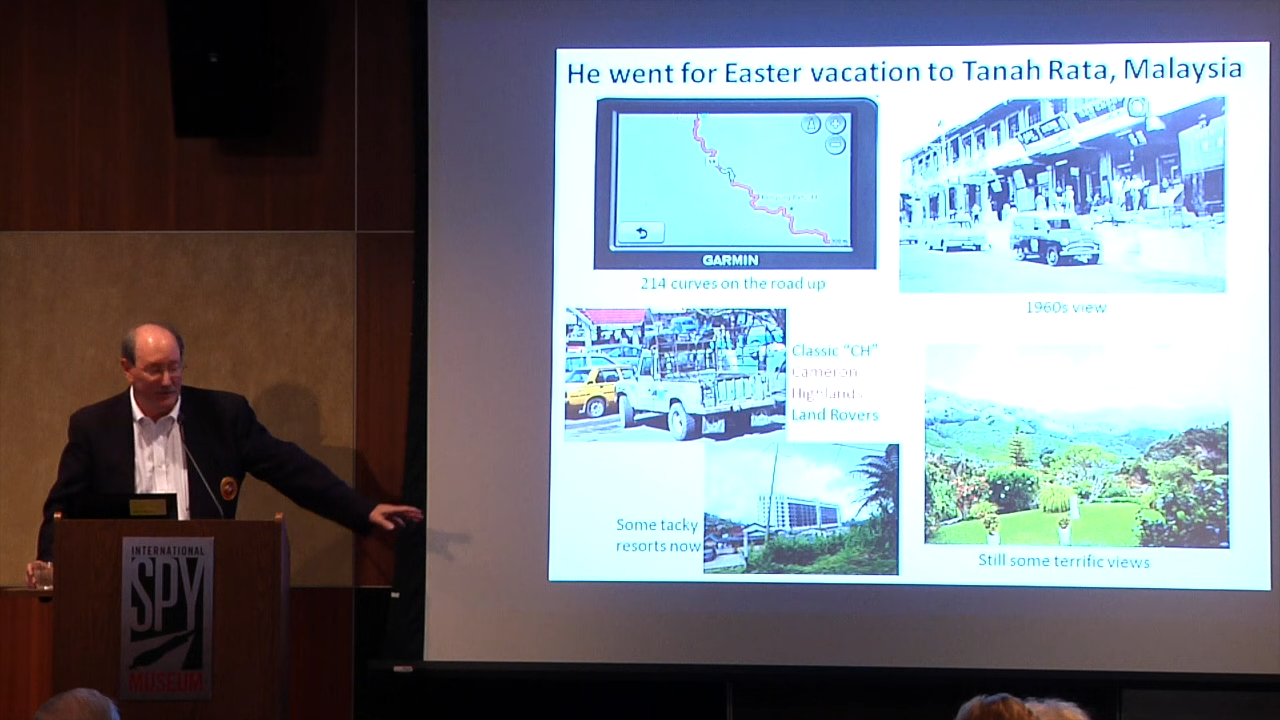 He went for Easter vacation to Tanah Rata, Malaysia
GARMIN
214 curves on the road up
1960s view
Classic "CH"
Cameron
Highlands
Land Rovers
Some tacky
resorts now
Still some terrific views
INTERNATIONAL
SPY
MUSEUM